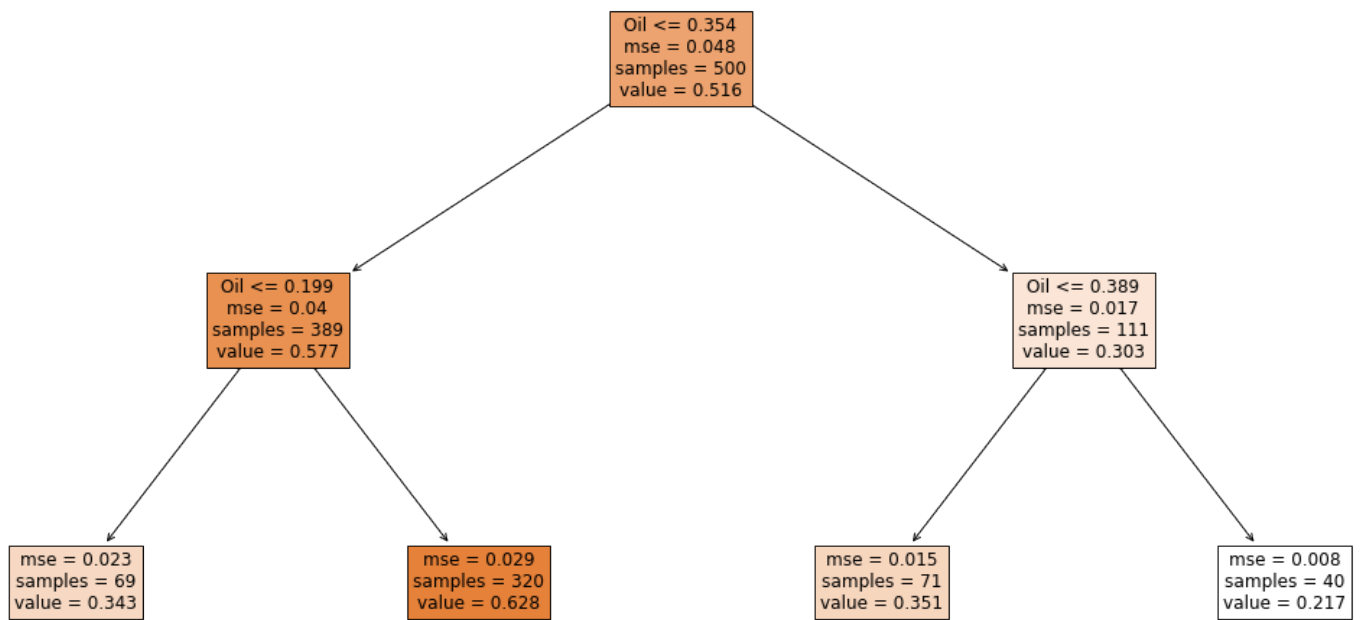 Oil <= 0.354
mse = 0.048
samples = 500
value = 0.516
Oil <= 0.199
mse = 0.04
samples = 389
value = 0.577
Oil <= 0.389
mse = 0.017
samples = 111
value = 0.303
mse = 0.023
samples = 69
value = 0.343
mse = 0.029
samples = 320
value = 0.628
mse = 0.015
samples = 71
value = 0.351
mse = 0.008
samples = 40
value = 0.217